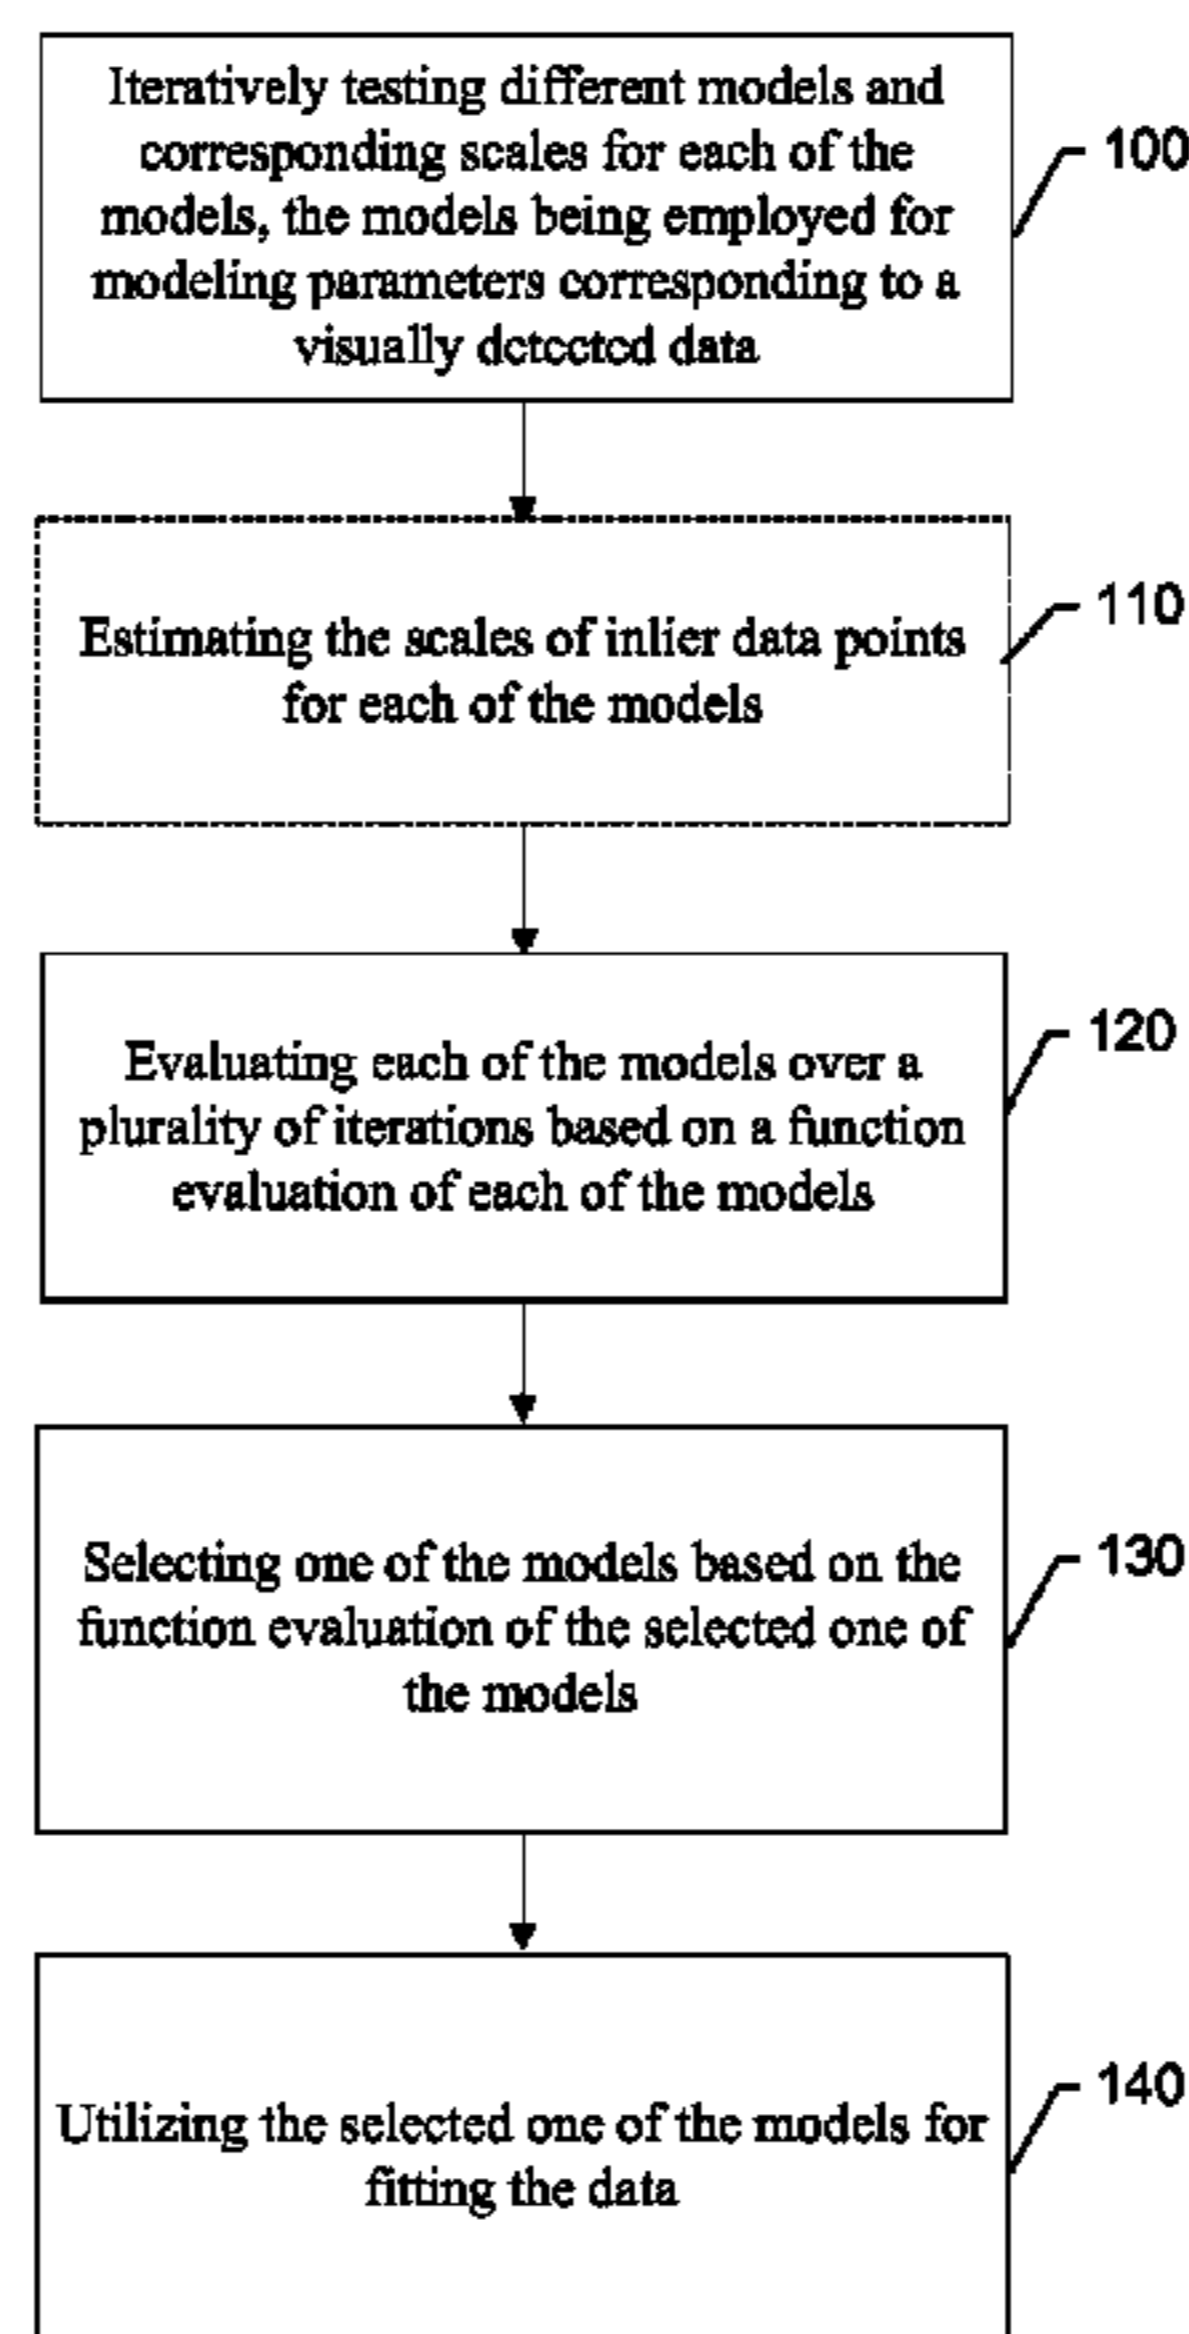 Iteratively testing different models and
corresponding scales for each of the
models, the models being employed for
modeling parameters corresponding to a
visually detected data
100
Estimating the scales of inlier data points
for each of the models
110
Evaluating each of the models over a
plurality of iterations based on a function
evaluation of each of the models
120
Selecting one of the models based on the
function evaluation of the selected one of
the models
130
Utilizing the selected one of the models for
fitting the data
140